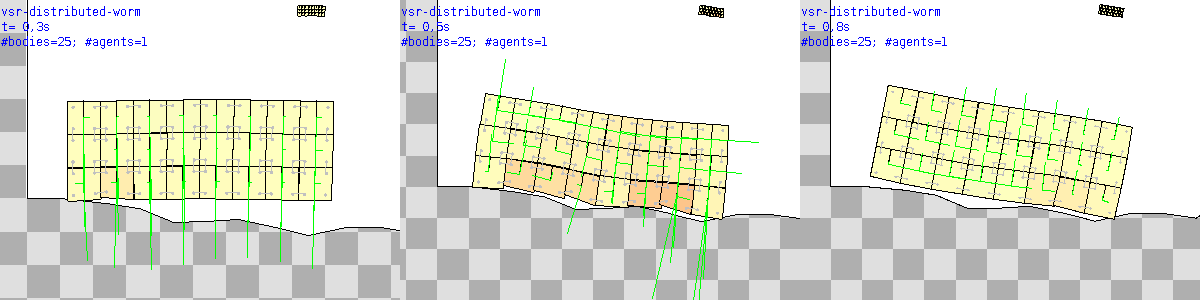 vsr-distributed-worm
t= 0,3s
#bodies=25; #agents=1
vsr-distributed-worm
t= 0,5s
#bodies=25; #agents=1
vsr-distributed-worm
t= 0,8s
#bodies=25; #agents=1